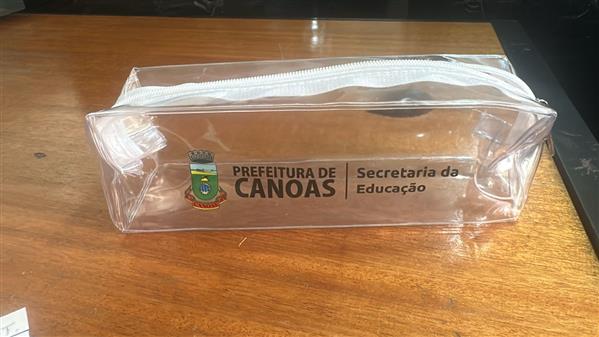 PREFEITURA DE
CANOAS
Secretaria da
Educação